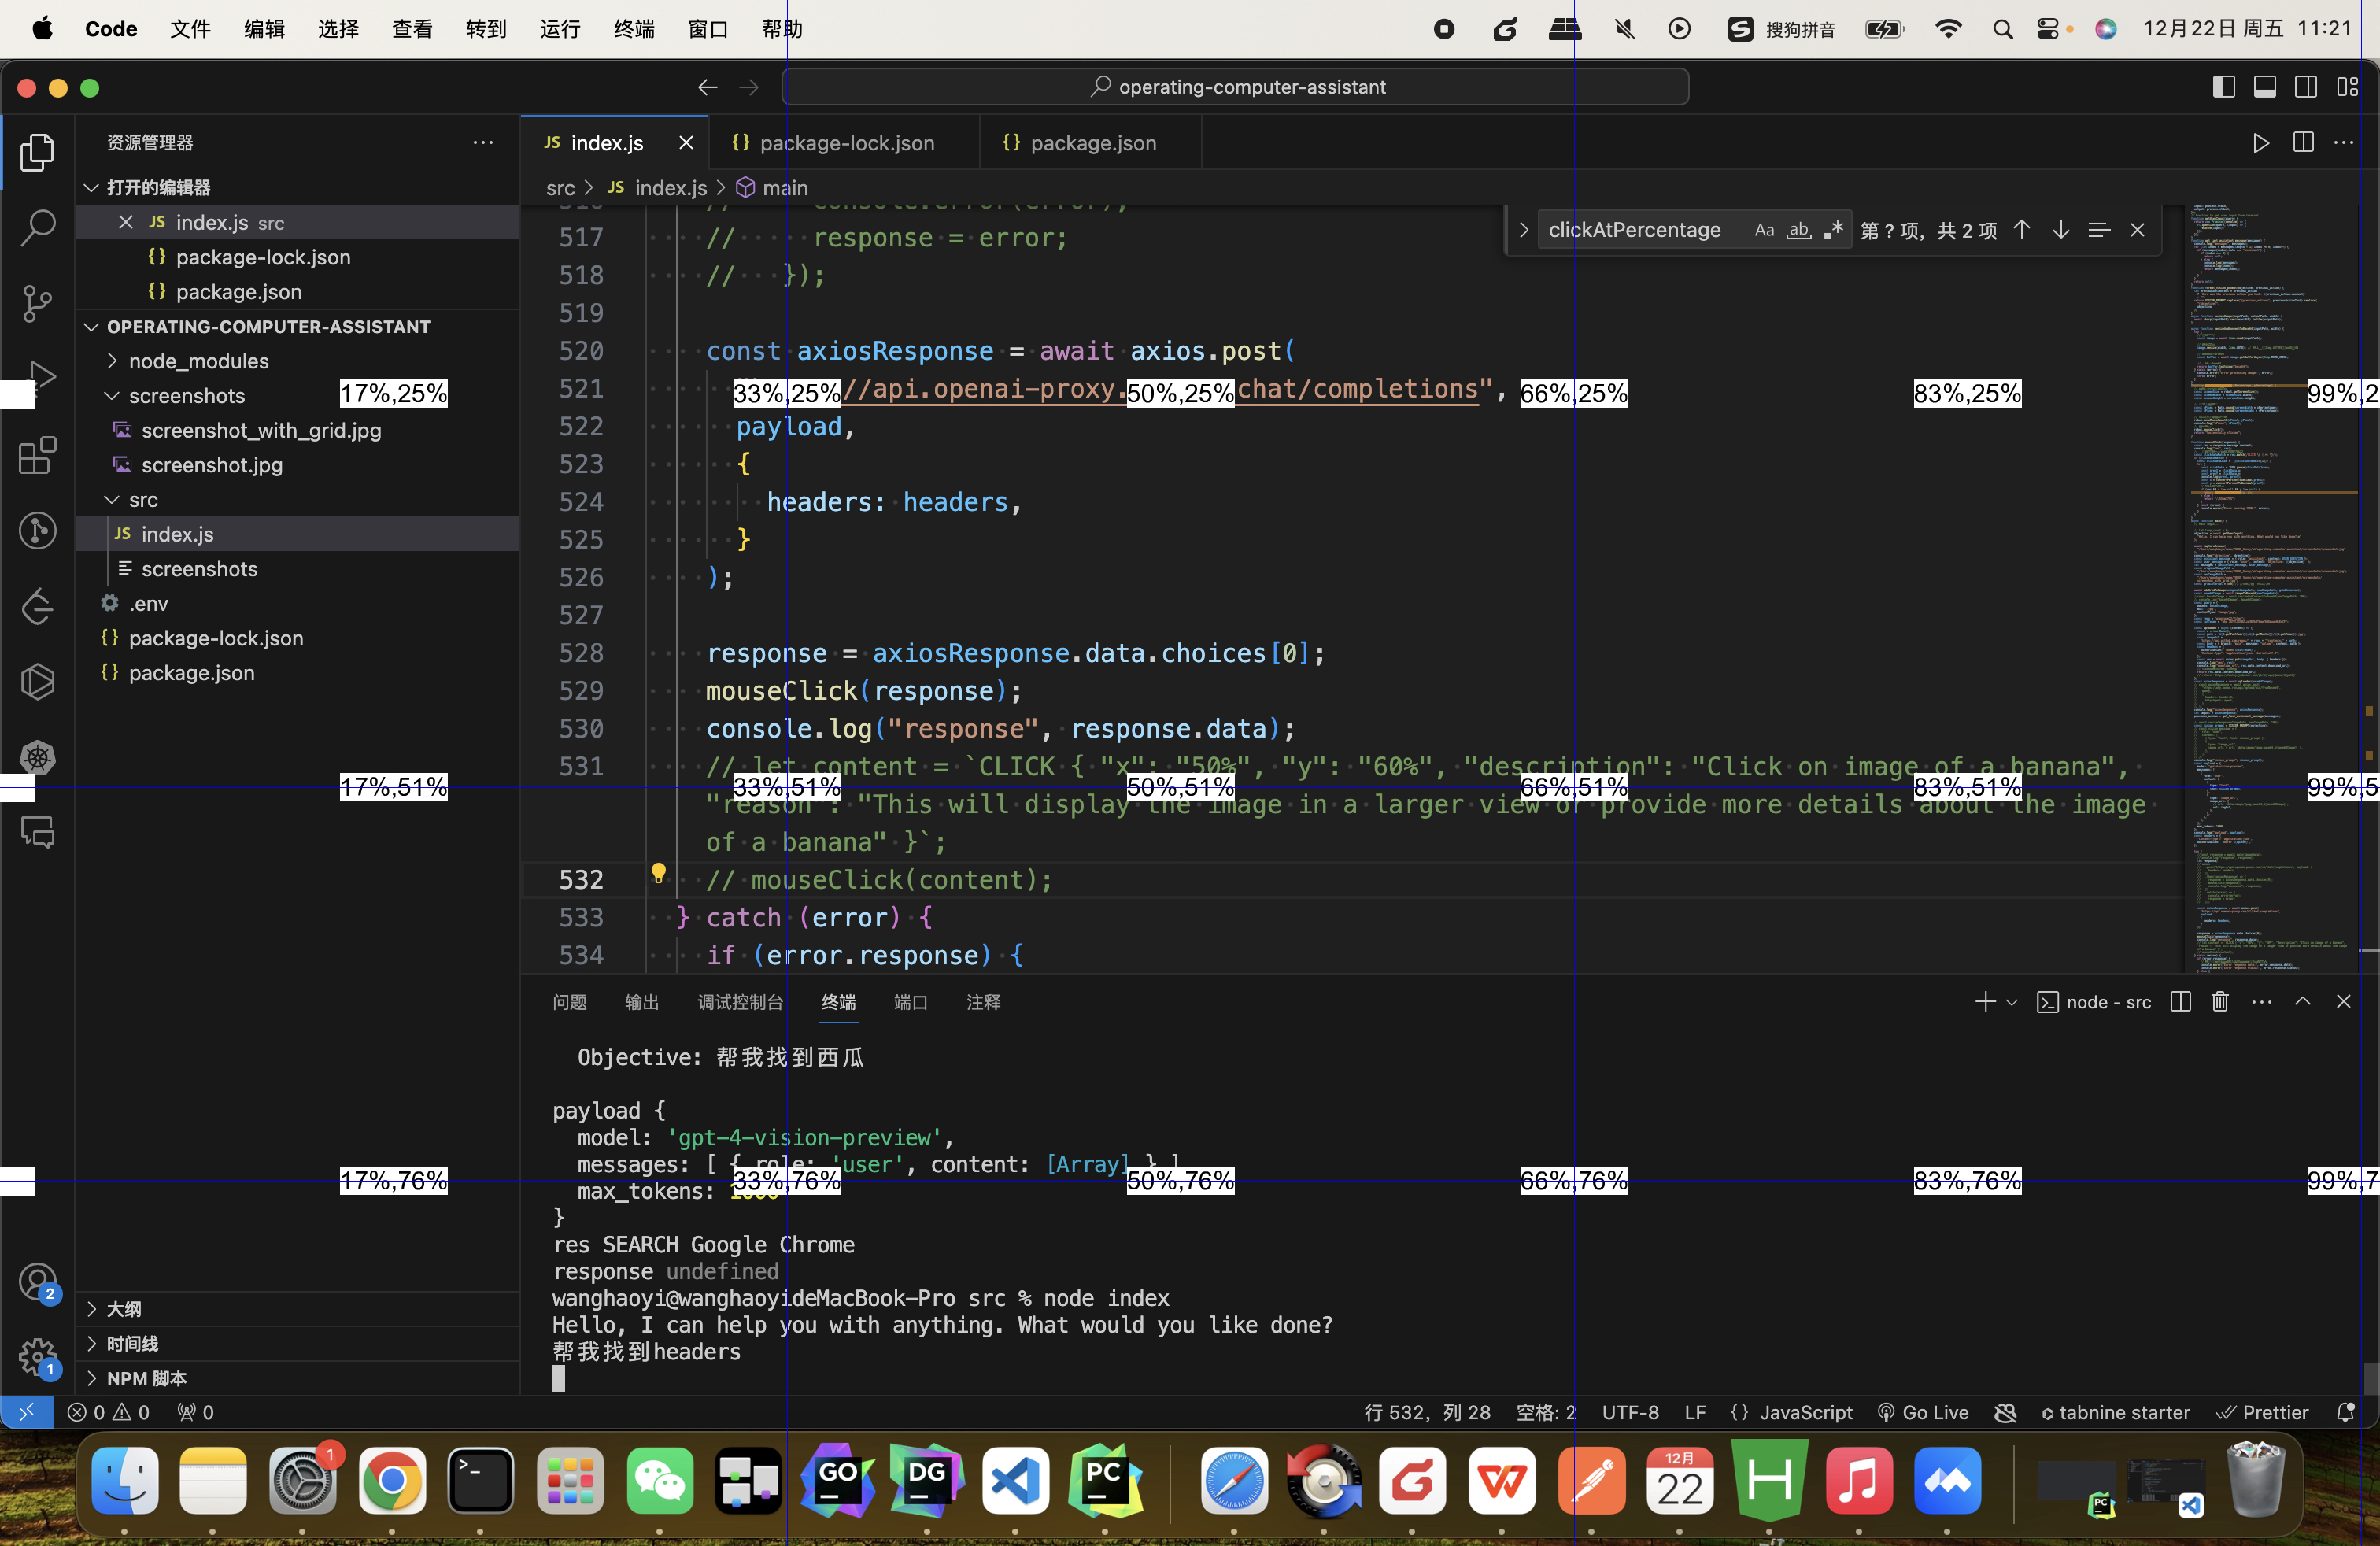 Code 文件 编辑 选择 查看 转到 运行 终端 窗口 帮助 搜狗拼音 12月22日 周五 11:21
operating-computer-assistant
资源管理器
打开的编辑器
JS index.js src
{} package-lock.json
{} package.json
OPERATING-COMPUTER-ASSISTANT
node_modules
screenshots
screenshot_with_grid.jpg
screenshot.jpg
src
JS index.js
screenshots
.env
{} package-lock.json
{} package.json
大纲
时间线
NPM 脚本
2
1
JS index.js {} package-lock.json {} package.json
src > JS index.js > main
clickAtPercentage Aa ab .* 第 ? 项, 共 2 项
516 // console.error(error);
517 // response = error;
518 // });
519
520 const axiosResponse = await axios.post(
521 //api.openai-proxy. chat/completions",
522 payload,
523 {
524 headers: headers,
525 }
526 );
527
528 response = axiosResponse.data.choices[0];
529 mouseClick(response);
530 console.log("response", response.data);
531 // let content = `CLICK { "x": "50%", "y": "60%", "description": "Click on image of a banana",
"reason": "This will display the image in a larger view or provide more details about the image
of a banana" }`;
532 // mouseClick(content);
533 } catch (error) {
534 if (error.response) {
17%,25% 33%,25% 50%,25% 66%,25% 83%,25% 99%,2
17%,51% 33%,51% 50%,51% 66%,51% 83%,51% 99%,5
17%,76% 33%,76% 50%,76% 66%,76% 83%,76% 99%,7
问题 输出 调试控制台 终端 端口 注释 node - src
Objective: 帮我找到西瓜
payload {
model: 'gpt-4-vision-preview',
messages: [ { role: 'user', content: [Array] } ]
max_tokens: 1000
}
res SEARCH Google Chrome
response undefined
wanghaoyi@wanghaoyideMacBook-Pro src % node index
Hello, I can help you with anything. What would you like done?
帮我找到headers
0 0 0 行 532, 列 28 空格: 2 UTF-8 LF {} JavaScript Go Live tabnine starter Prettier
1 >_ GO DG PC 12月 22 PC